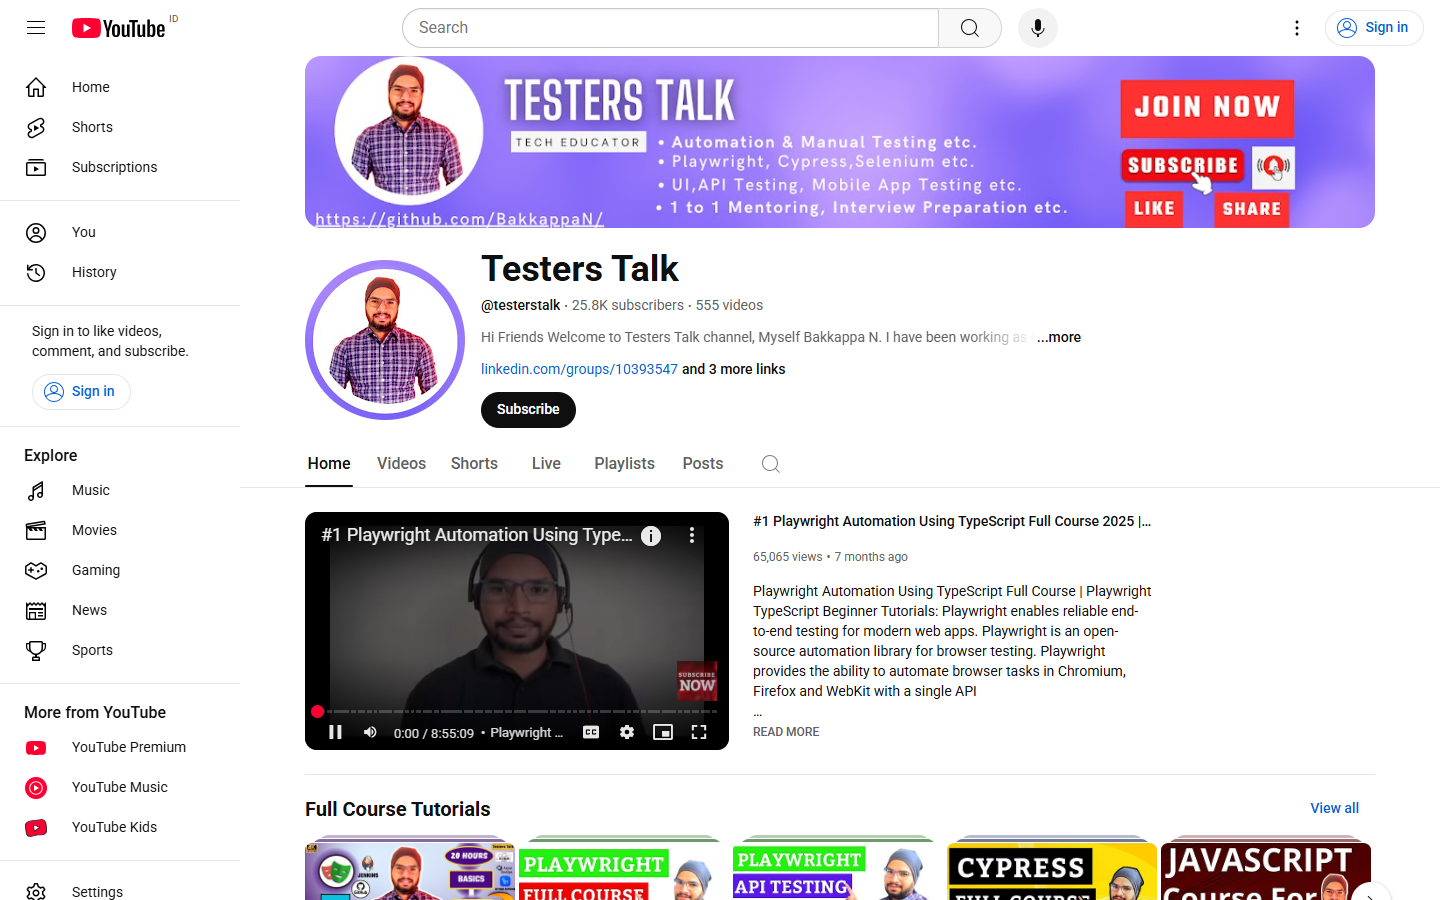 YouTube ID
Search
Sign in
Home
Shorts
Subscriptions
You
History
Sign in to like videos,
comment, and subscribe.
Sign in
Explore
Music
Movies
Gaming
News
Sports
More from YouTube
YouTube Premium
YouTube Music
YouTube Kids
Settings
TESTERS TALK
TECH EDUCATOR
• Automation & Manual Testing etc.
• Playwright, Cypress,Selenium etc.
• UI,API Testing, Mobile App Testing etc.
• 1 to 1 Mentoring, Interview Preparation etc.
https://github.com/BakkappaN/
JOIN NOW
SUBSCRIBE
LIKE
SHARE
Testers Talk
@testerstalk · 25.8K subscribers · 555 videos
Hi Friends Welcome to Testers Talk channel, Myself Bakkappa N. I have been working as ...more
linkedin.com/groups/10393547 and 3 more links
Subscribe
Home
Videos
Shorts
Live
Playlists
Posts
#1 Playwright Automation Using Type...
SUBSCRIBE
NOW
0:00 / 8:55:09 • Playwright ...
CC
#1 Playwright Automation Using TypeScript Full Course 2025 |...
65,065 views • 7 months ago
Playwright Automation Using TypeScript Full Course | Playwright
TypeScript Beginner Tutorials: Playwright enables reliable end-
to-end testing for modern web apps. Playwright is an open-
source automation library for browser testing. Playwright
provides the ability to automate browser tasks in Chromium,
Firefox and WebKit with a single API
...
READ MORE
Full Course Tutorials
View all
20 HOURS
BASICS
JENKINS
PLAYWRIGHT
FULL COURSE
PLAYWRIGHT
API TESTING
CYPRESS
FULL COURSE
JAVASCRIPT
Course For